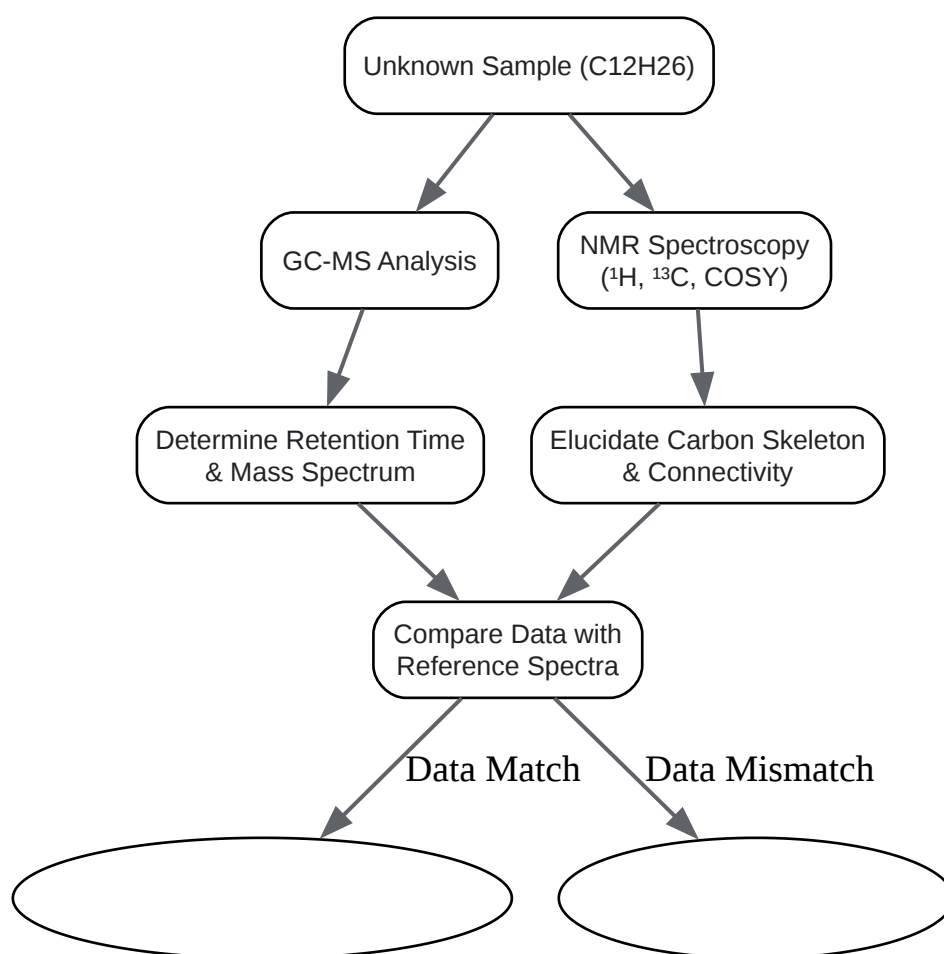 Unknown Sample (C12H26)
GC-MS Analysis
NMR Spectroscopy
(¹H, ¹³C, COSY)
Determine Retention Time
& Mass Spectrum
Elucidate Carbon Skeleton
& Connectivity
Compare Data with
Reference Spectra
Data Match
Data Mismatch